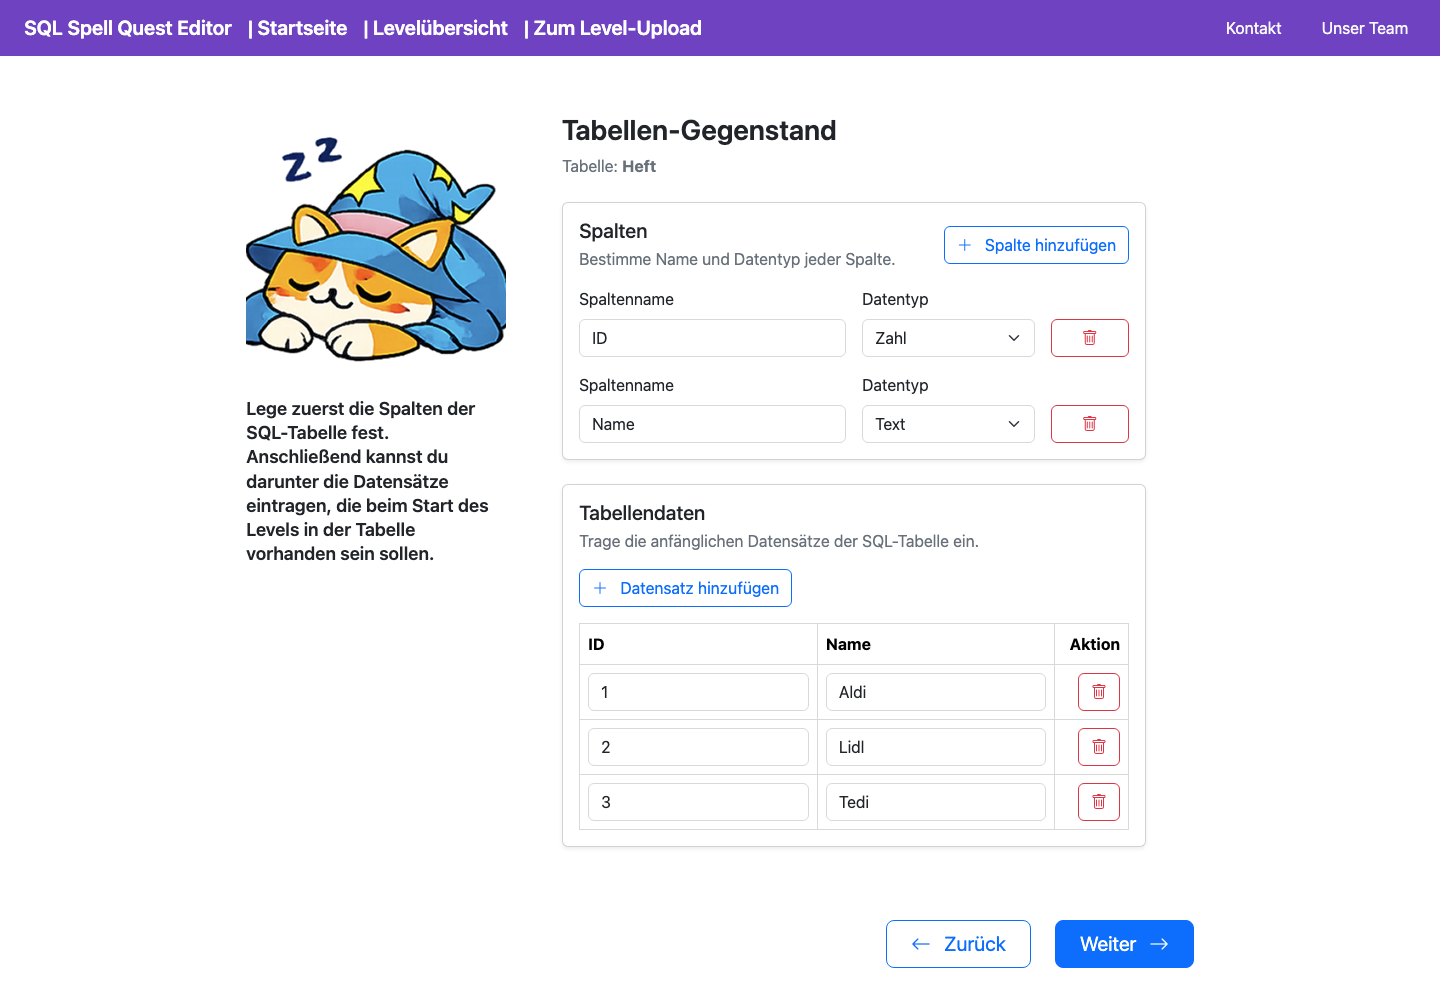 SQL Spell Quest Editor | Startseite | Levelübersicht | Zum Level-Upload Kontakt Unser Team
z z
Tabellen-Gegenstand
Tabelle: Heft
Lege zuerst die Spalten der
SQL-Tabelle fest.
Anschließend kannst du
darunter die Datensätze
eintragen, die beim Start des
Levels in der Tabelle
vorhanden sein sollen.
Spalten
Bestimme Name und Datentyp jeder Spalte.
+ Spalte hinzufügen
Spaltenname Datentyp
ID Zahl
Spaltenname Datentyp
Name Text
Tabellendaten
Trage die anfänglichen Datensätze der SQL-Tabelle ein.
+ Datensatz hinzufügen
ID Name Aktion
1 Aldi
2 Lidl
3 Tedi
← Zurück Weiter →